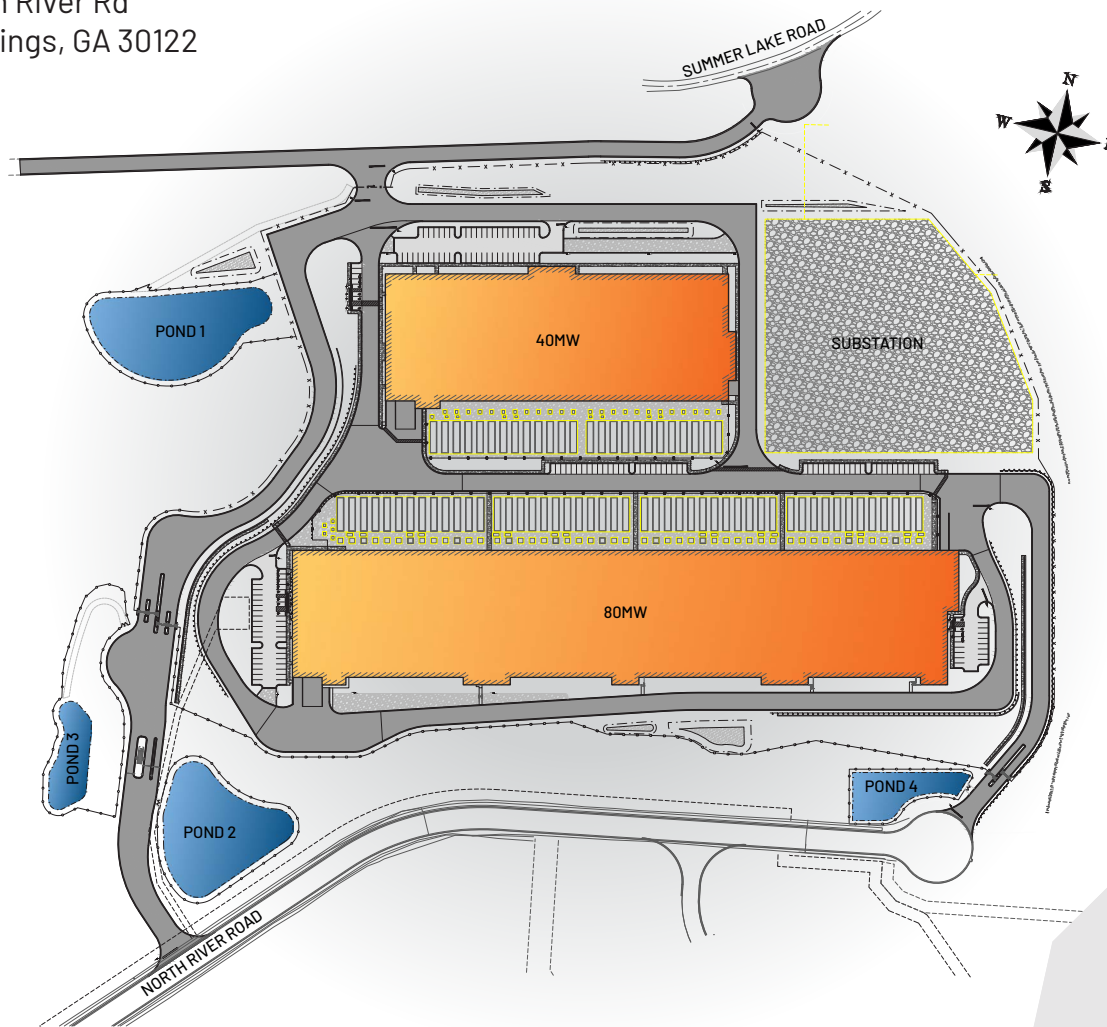 River Rd
ings, GA 30122
SUMMER LAKE ROAD
N
W
S
POND 1
40MW
SUBSTATION
80MW
POND 3
POND 4
POND 2
NORTH RIVER ROAD